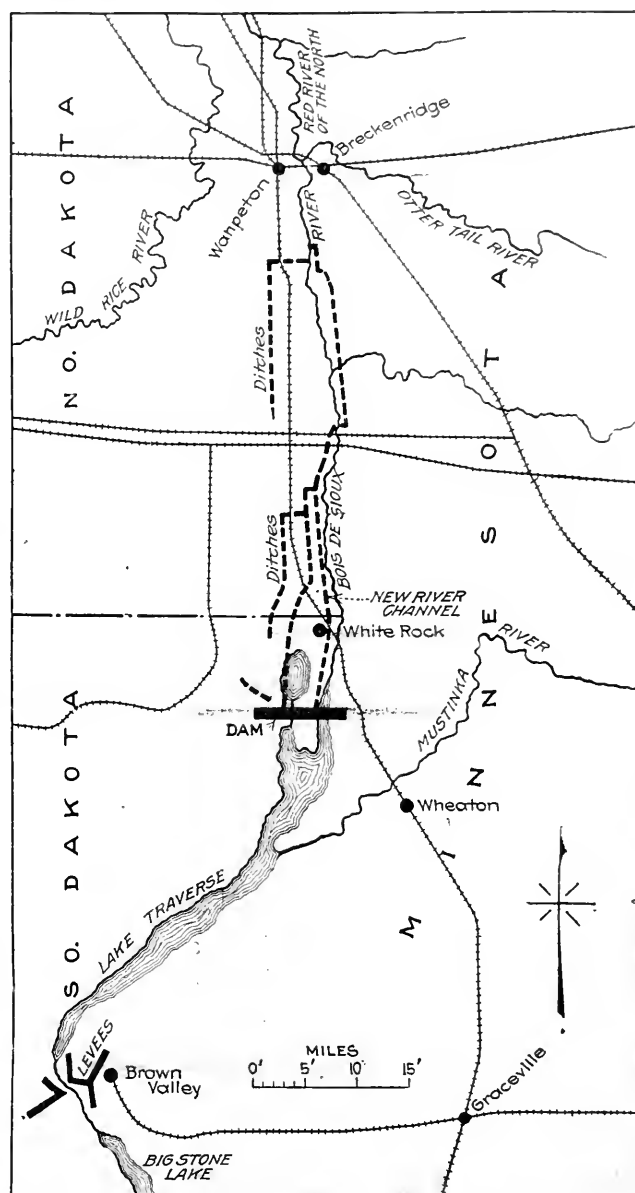 RED RIVER
OF THE NORTH
Breckenridge
Wahpeton
RIVER
OTTER TAIL RIVER
NO. DAKOTA
WILD RICE RIVER
Ditches
BOIS DE SIOUX
Ditches
NEW RIVER
CHANNEL
White Rock
MUSTINKA RIVER
DAM
Wheaton
MINNESOTA
SO. DAKOTA
LAKE TRAVERSE
LEVEES
Brown
Valley
MILES
0' 5' 10' 15'
Graceville
BIG STONE
LAKE